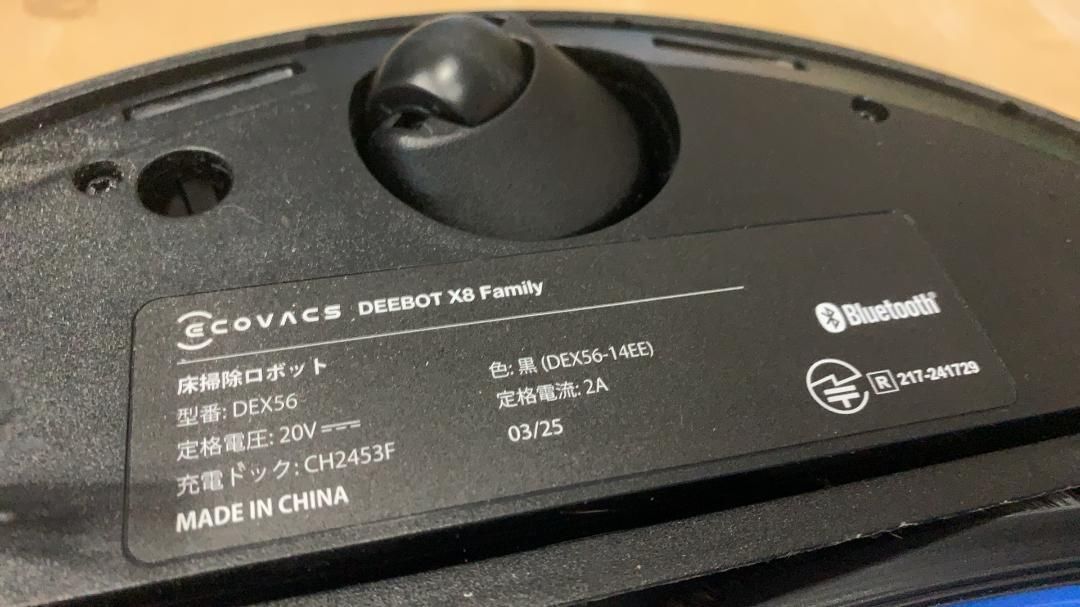 ECOVACS DEEBOT X8 Family
床掃除ロボット
型番: DEX56
定格電圧: 20V
充電ドック: CH2453F
MADE IN CHINA
色: 黒 (DEX56-14EE)
定格電流: 2A
03/25
Bluetooth®
R 217-241729